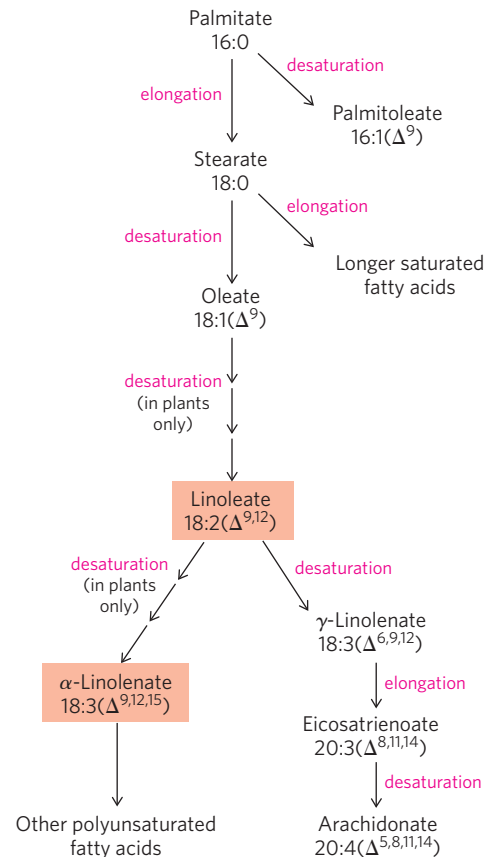 Palmitate
16:0
desaturation
elongation
Palmitoleate
16:1(Δ⁹)
Stearate
18:0
elongation
desaturation
Longer saturated
fatty acids
Oleate
18:1(Δ⁹)
desaturation
(in plants
only)
Linoleate
18:2(Δ⁹,¹²)
desaturation
(in plants
only)
desaturation
γ-Linolenate
18:3(Δ⁶,⁹,¹²)
α-Linolenate
18:3(Δ⁹,¹²,¹⁵)
elongation
Eicosatrienoate
20:3(Δ⁸,¹¹,¹⁴)
desaturation
Other polyunsaturated
fatty acids
Arachidonate
20:4(Δ⁵,⁸,¹¹,¹⁴)